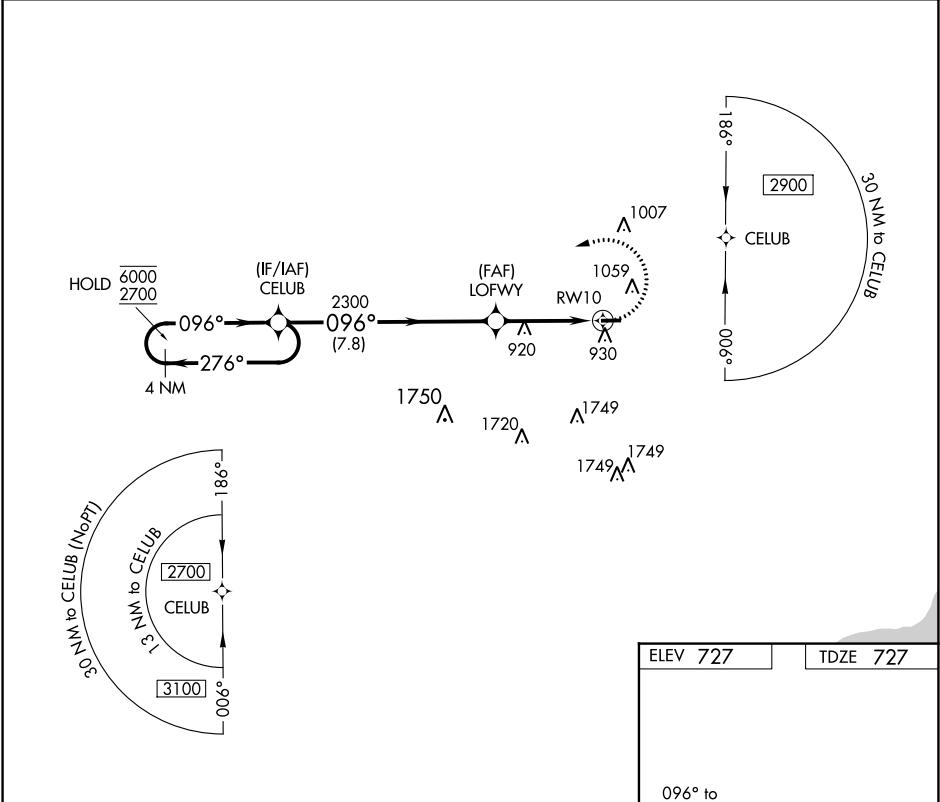 186°
2900
30 NM to CELUB
CELUB
006°
1007
1059
HOLD 6000
2700
(IF/IAF)
CELUB
(FAF)
LOFWY
RW10
096°
2300
096°
(7.8)
276°
4 NM
920
930
1750
1720
1749
1749
1749
186°
30 NM to CELUB (NoPT)
13 NM to CELUB
2700
CELUB
3100
006°
ELEV 727
TDZE 727
096° to